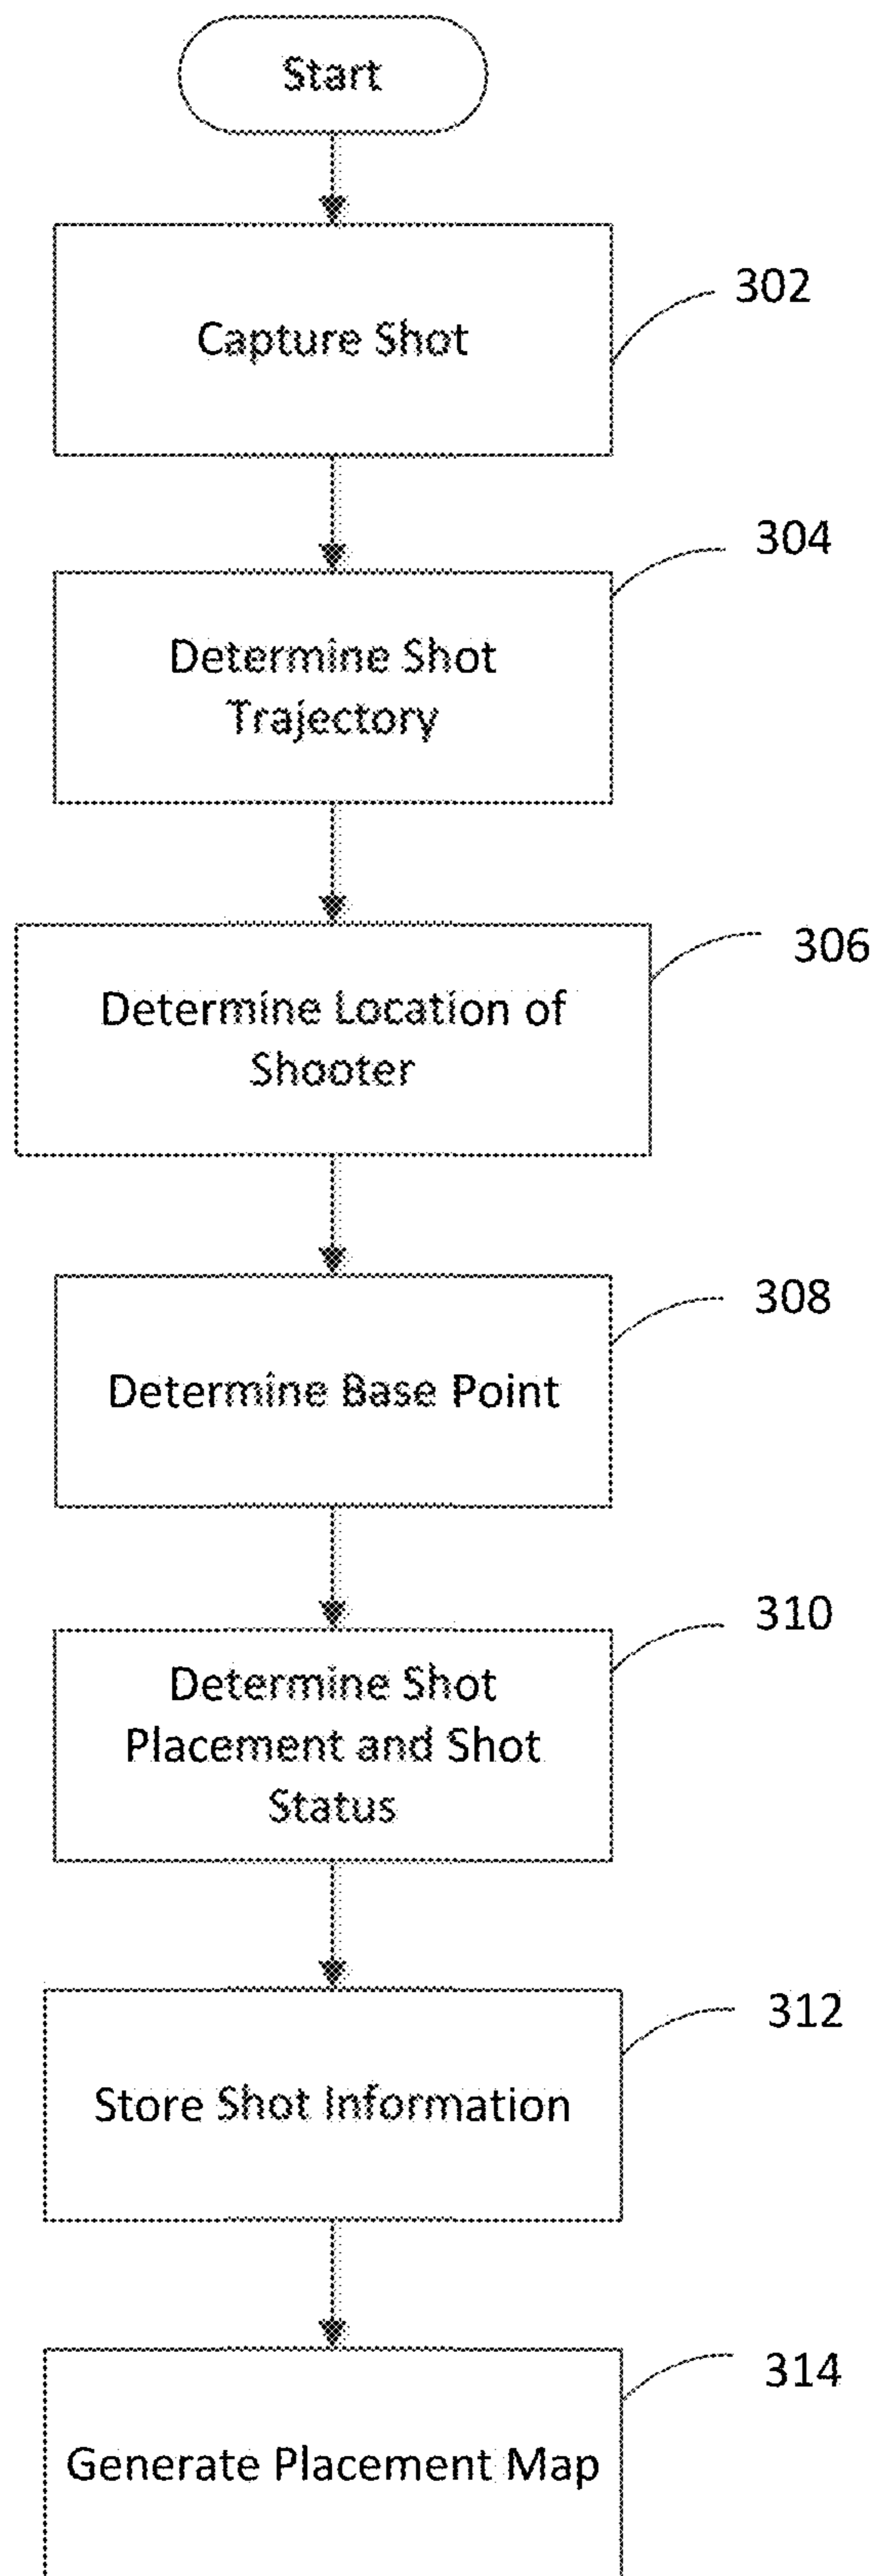 Start
Capture Shot
302
Determine Shot
Trajectory
304
Determine Location of
Shooter
306
Determine Base Point
308
Determine Shot
Placement and Shot
Status
310
Store Shot Information
312
Generate Placement Map
314